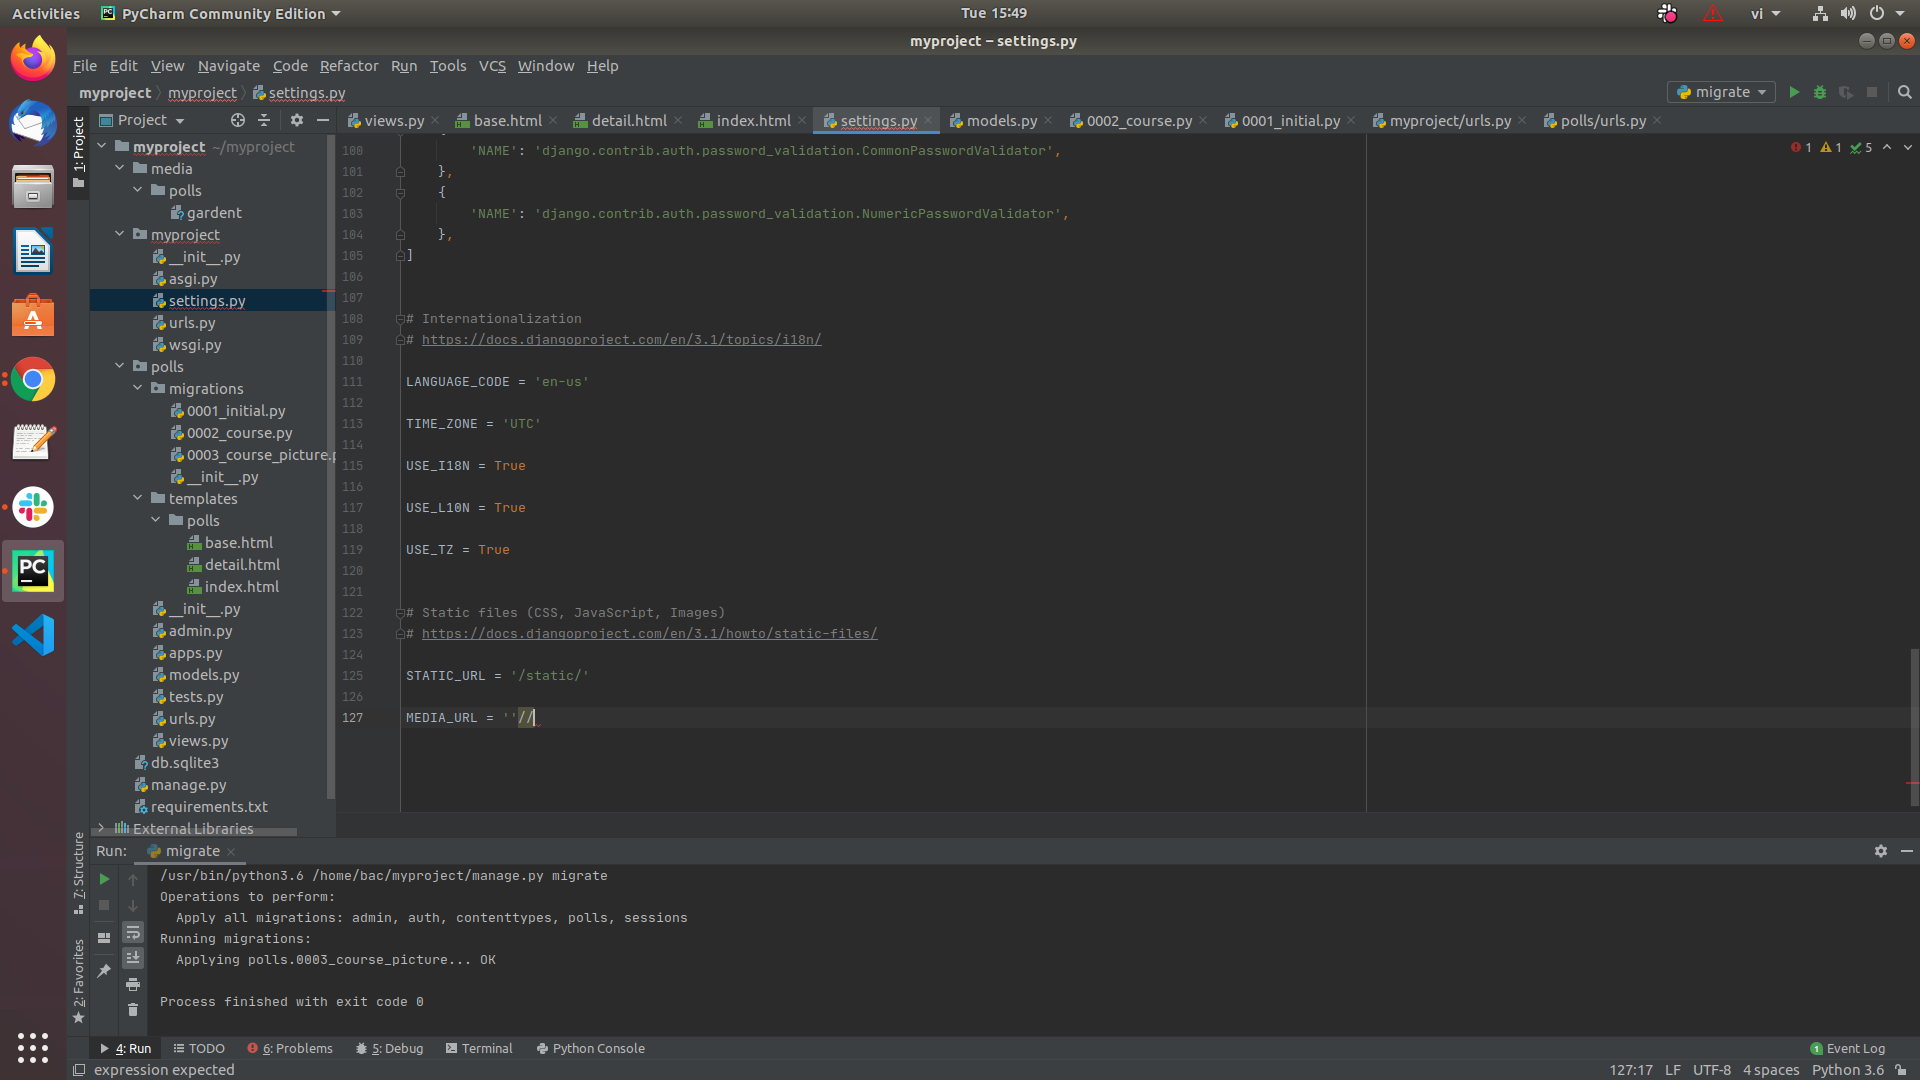 Activities PyCharm Community Edition Tue 15:49 vi
myproject – settings.py
File Edit View Navigate Code Refactor Run Tools VCS Window Help
myproject myproject settings.py migrate
1: Project
Project
views.py base.html detail.html index.html settings.py models.py 0002_course.py 0001_initial.py myproject/urls.py polls/urls.py
myproject ~/myproject
media
polls
gardent
myproject
__init__.py
asgi.py
settings.py
urls.py
wsgi.py
polls
migrations
0001_initial.py
0002_course.py
0003_course_picture.p
__init__.py
templates
polls
base.html
detail.html
index.html
__init__.py
admin.py
apps.py
models.py
tests.py
urls.py
views.py
db.sqlite3
manage.py
requirements.txt
External Libraries
1 1 5
100 'NAME': 'django.contrib.auth.password_validation.CommonPasswordValidator',
101 },
102 {
103 'NAME': 'django.contrib.auth.password_validation.NumericPasswordValidator',
104 },
105 ]
106
107
108 # Internationalization
109 # https://docs.djangoproject.com/en/3.1/topics/i18n/
110
111 LANGUAGE_CODE = 'en-us'
112
113 TIME_ZONE = 'UTC'
114
115 USE_I18N = True
116
117 USE_L10N = True
118
119 USE_TZ = True
120
121
122 # Static files (CSS, JavaScript, Images)
123 # https://docs.djangoproject.com/en/3.1/howto/static-files/
124
125 STATIC_URL = '/static/'
126
127 MEDIA_URL = ''//
7: Structure
2: Favorites
Run: migrate
/usr/bin/python3.6 /home/bac/myproject/manage.py migrate
Operations to perform:
Apply all migrations: admin, auth, contenttypes, polls, sessions
Running migrations:
Applying polls.0003_course_picture... OK
Process finished with exit code 0
4: Run TODO 6: Problems 5: Debug Terminal Python Console 1 Event Log
expression expected 127:17 LF UTF-8 4 spaces Python 3.6